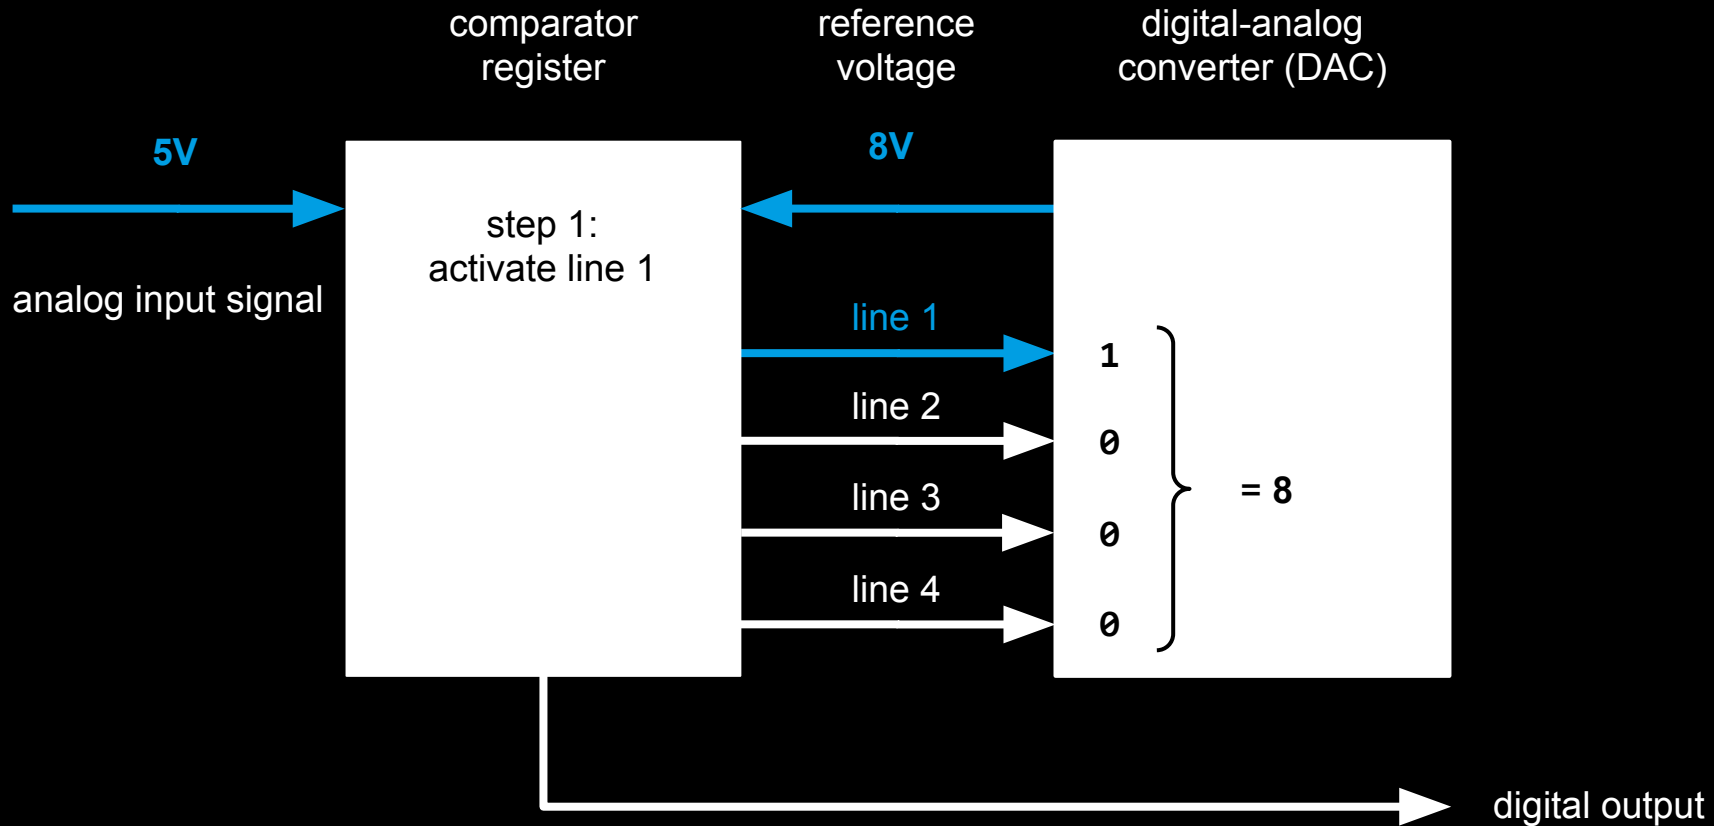 comparator
register
reference
voltage
digital-analog
converter (DAC)
5V
8V
step 1:
activate line 1
analog input signal
line 1
1
line 2
0
line 3
= 8
0
line 4
0
digital output